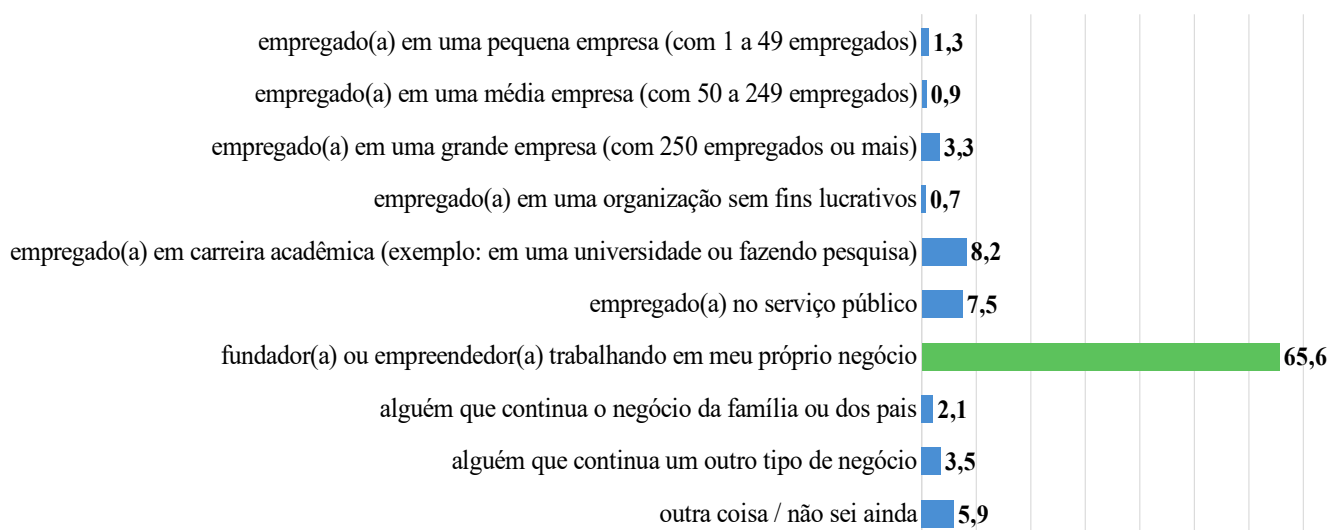 empregado(a) em uma pequena empresa (com 1 a 49 empregados) 1,3
empregado(a) em uma média empresa (com 50 a 249 empregados) 0,9
empregado(a) em uma grande empresa (com 250 empregados ou mais) 3,3
empregado(a) em uma organização sem fins lucrativos 0,7
empregado(a) em carreira acadêmica (exemplo: em uma universidade ou fazendo pesquisa) 8,2
empregado(a) no serviço público 7,5
fundador(a) ou empreendedor(a) trabalhando em meu próprio negócio 65,6
alguém que continua o negócio da família ou dos pais 2,1
alguém que continua um outro tipo de negócio 3,5
outra coisa / não sei ainda 5,9